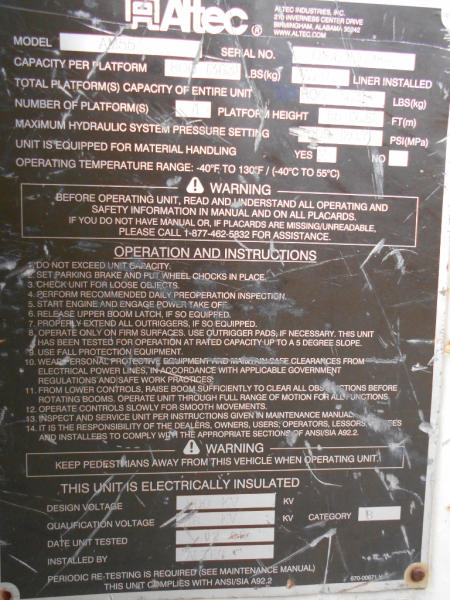 Altec®
ALTEC INDUSTRIES, INC.
210 INVERNESS CENTER DRIVE
BIRMINGHAM, ALABAMA 35242
WWW.ALTEC.COM
MODEL
SERIAL NO.
CAPACITY PER PLATFORM LBS(kg) LINER INSTALLED
TOTAL PLATFORM(S) CAPACITY OF ENTIRE UNIT LBS(kg)
NUMBER OF PLATFORM(S) PLATFORM HEIGHT FT(m)
MAXIMUM HYDRAULIC SYSTEM PRESSURE SETTING PSI(MPa)
UNIT IS EQUIPPED FOR MATERIAL HANDLING YES NO
OPERATING TEMPERATURE RANGE: -40°F TO 130°F / (-40°C TO 55°C)
WARNING
BEFORE OPERATING UNIT, READ AND UNDERSTAND ALL OPERATING AND
SAFETY INFORMATION IN MANUAL AND ON ALL PLACARDS.
IF YOU DO NOT HAVE MANUAL OR, IF PLACARDS ARE MISSING/UNREADABLE,
PLEASE CALL 1-877-462-5832 FOR ASSISTANCE.
OPERATION AND INSTRUCTIONS
1. DO NOT EXCEED UNIT CAPACITY.
2. SET PARKING BRAKE AND PUT WHEEL CHOCKS IN PLACE.
3. CHECK UNIT FOR LOOSE OBJECTS.
4. PERFORM RECOMMENDED DAILY PREOPERATION INSPECTION.
5. START ENGINE AND ENGAGE POWER TAKE OFF.
6. RELEASE UPPER BOOM LATCH, IF SO EQUIPPED.
7. PROPERLY EXTEND ALL OUTRIGGERS, IF SO EQUIPPED.
8. OPERATE ONLY ON FIRM SURFACES. USE OUTRIGGER PADS, IF NECESSARY. THIS UNIT
HAS BEEN TESTED FOR OPERATION AT RATED CAPACITY UP TO A 5 DEGREE SLOPE.
9. USE FALL PROTECTION EQUIPMENT.
10. WEAR PERSONAL PROTECTIVE EQUIPMENT AND MAINTAIN SAFE CLEARANCES FROM
ELECTRICAL POWER LINES, IN ACCORDANCE WITH APPLICABLE GOVERNMENT
REGULATIONS AND SAFE WORK PRACTICES.
11. FROM LOWER CONTROLS, RAISE BOOM SUFFICIENTLY TO CLEAR ALL OBSTRUCTIONS BEFORE
ROTATING BOOMS. OPERATE UNIT THROUGH FULL RANGE OF MOTION FOR ALL FUNCTIONS.
12. OPERATE CONTROLS SLOWLY FOR SMOOTH MOVEMENTS.
13. INSPECT AND SERVICE UNIT PER INSTRUCTIONS GIVEN IN MAINTENANCE MANUAL.
14. IT IS THE RESPONSIBILITY OF THE DEALERS, OWNERS, USERS, OPERATORS, LESSORS,
AND INSTALLERS TO COMPLY WITH THE APPROPRIATE SECTIONS OF ANSI/SIA A92.2.
WARNING
KEEP PEDESTRIANS AWAY FROM THIS VEHICLE WHEN OPERATING UNIT.
THIS UNIT IS ELECTRICALLY INSULATED
DESIGN VOLTAGE KV
QUALIFICATION VOLTAGE KV CATEGORY B
DATE UNIT TESTED
INSTALLED BY
PERIODIC RE-TESTING IS REQUIRED (SEE MAINTENANCE MANUAL)
THIS UNIT COMPLIES WITH ANSI/SIA A92.2